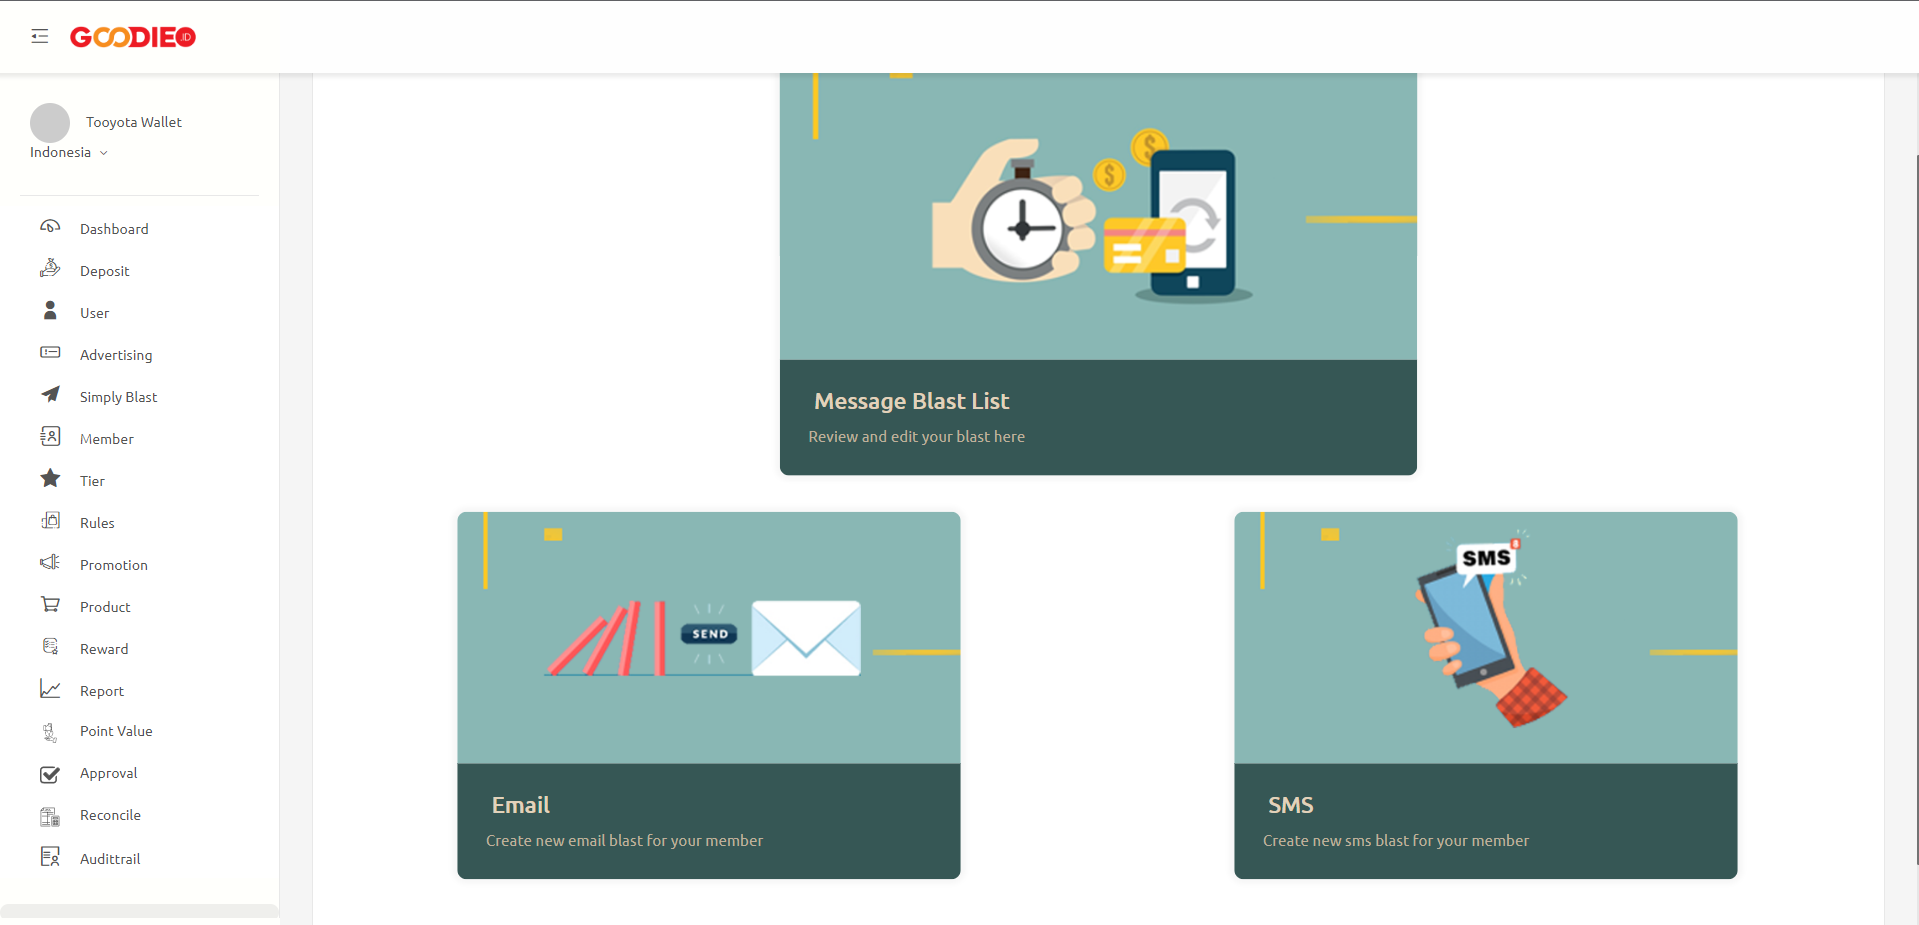 GOODIE.ID
Tooyota Wallet
Indonesia
Dashboard
Deposit
User
Advertising
Simply Blast
Member
Tier
Rules
Promotion
Product
Reward
Report
Point Value
Approval
Reconcile
Audittrail
$
$
Message Blast List
Review and edit your blast here
SEND
Email
Create new email blast for your member
SMS
SMS
Create new sms blast for your member